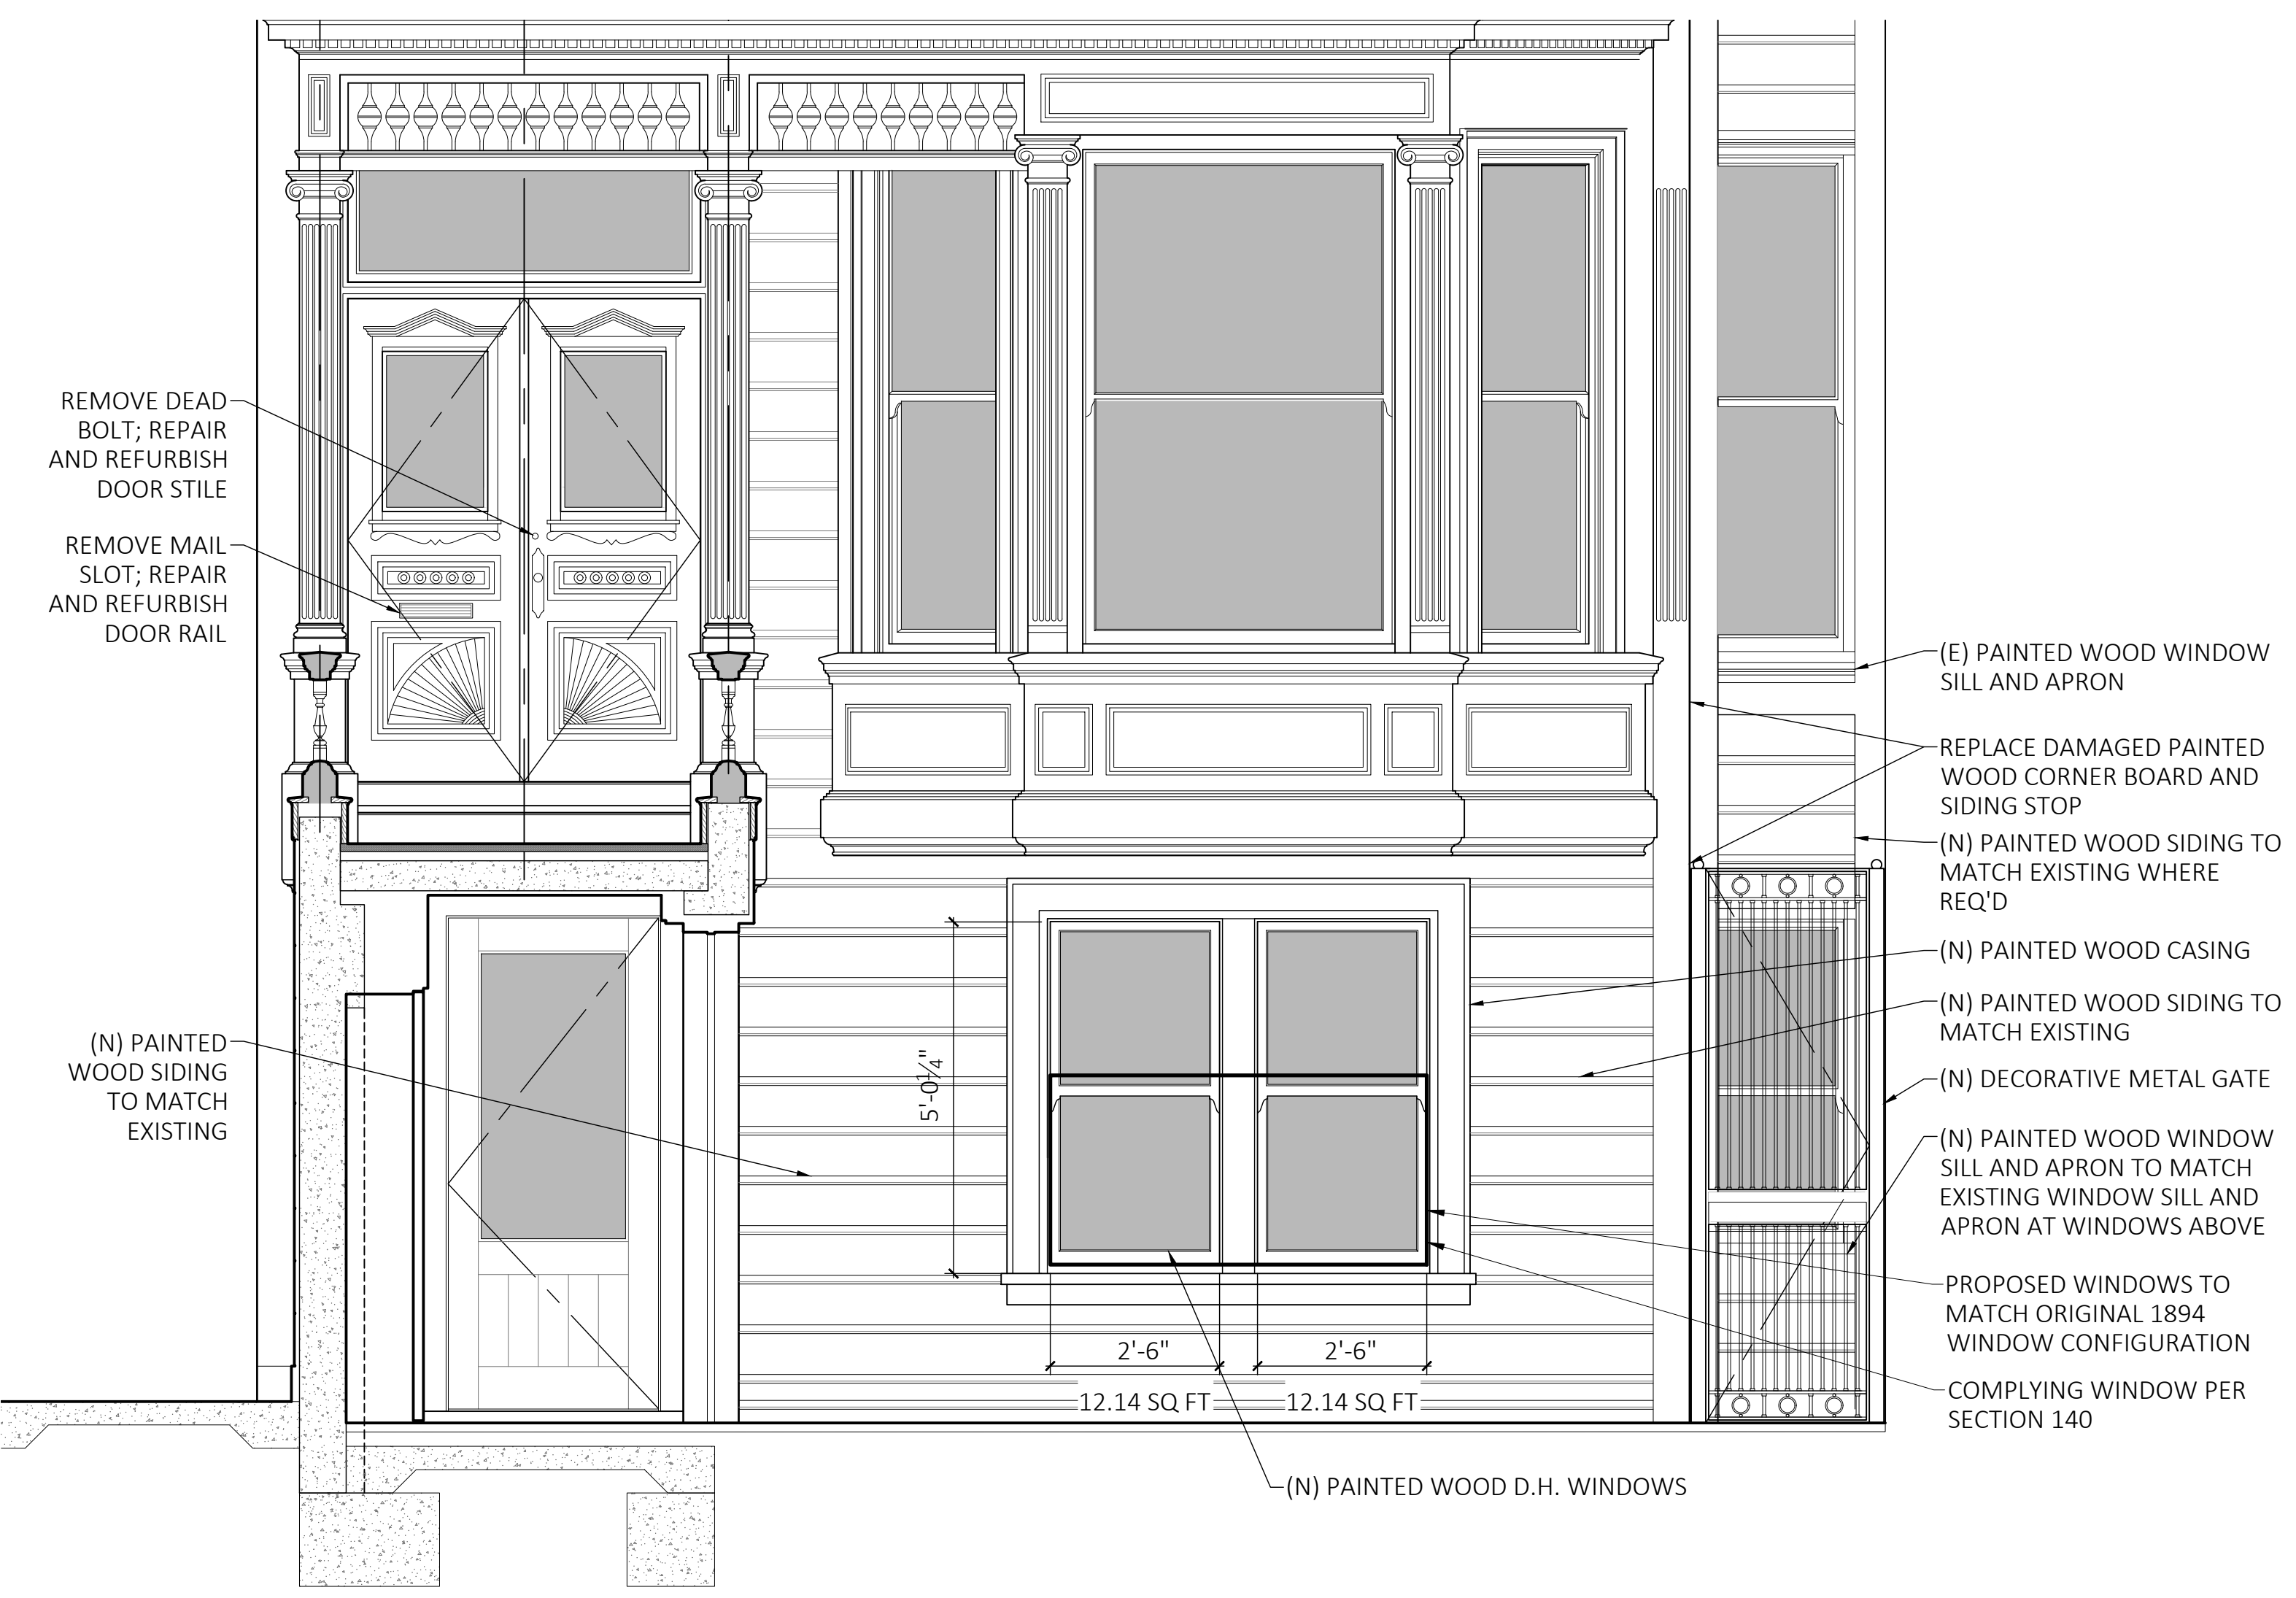 REMOVE DEAD
BOLT; REPAIR
AND REFURBISH
DOOR STILE
REMOVE MAIL
SLOT; REPAIR
AND REFURBISH
DOOR RAIL
(N) PAINTED
WOOD SIDING
TO MATCH
EXISTING
5'-0¼"
2'-6"
2'-6"
12.14 SQ FT
12.14 SQ FT
(N) PAINTED WOOD D.H. WINDOWS
(E) PAINTED WOOD WINDOW
SILL AND APRON
REPLACE DAMAGED PAINTED
WOOD CORNER BOARD AND
SIDING STOP
(N) PAINTED WOOD SIDING TO
MATCH EXISTING WHERE
REQ'D
(N) PAINTED WOOD CASING
(N) PAINTED WOOD SIDING TO
MATCH EXISTING
(N) DECORATIVE METAL GATE
(N) PAINTED WOOD WINDOW
SILL AND APRON TO MATCH
EXISTING WINDOW SILL AND
APRON AT WINDOWS ABOVE
PROPOSED WINDOWS TO
MATCH ORIGINAL 1894
WINDOW CONFIGURATION
COMPLYING WINDOW PER
SECTION 140